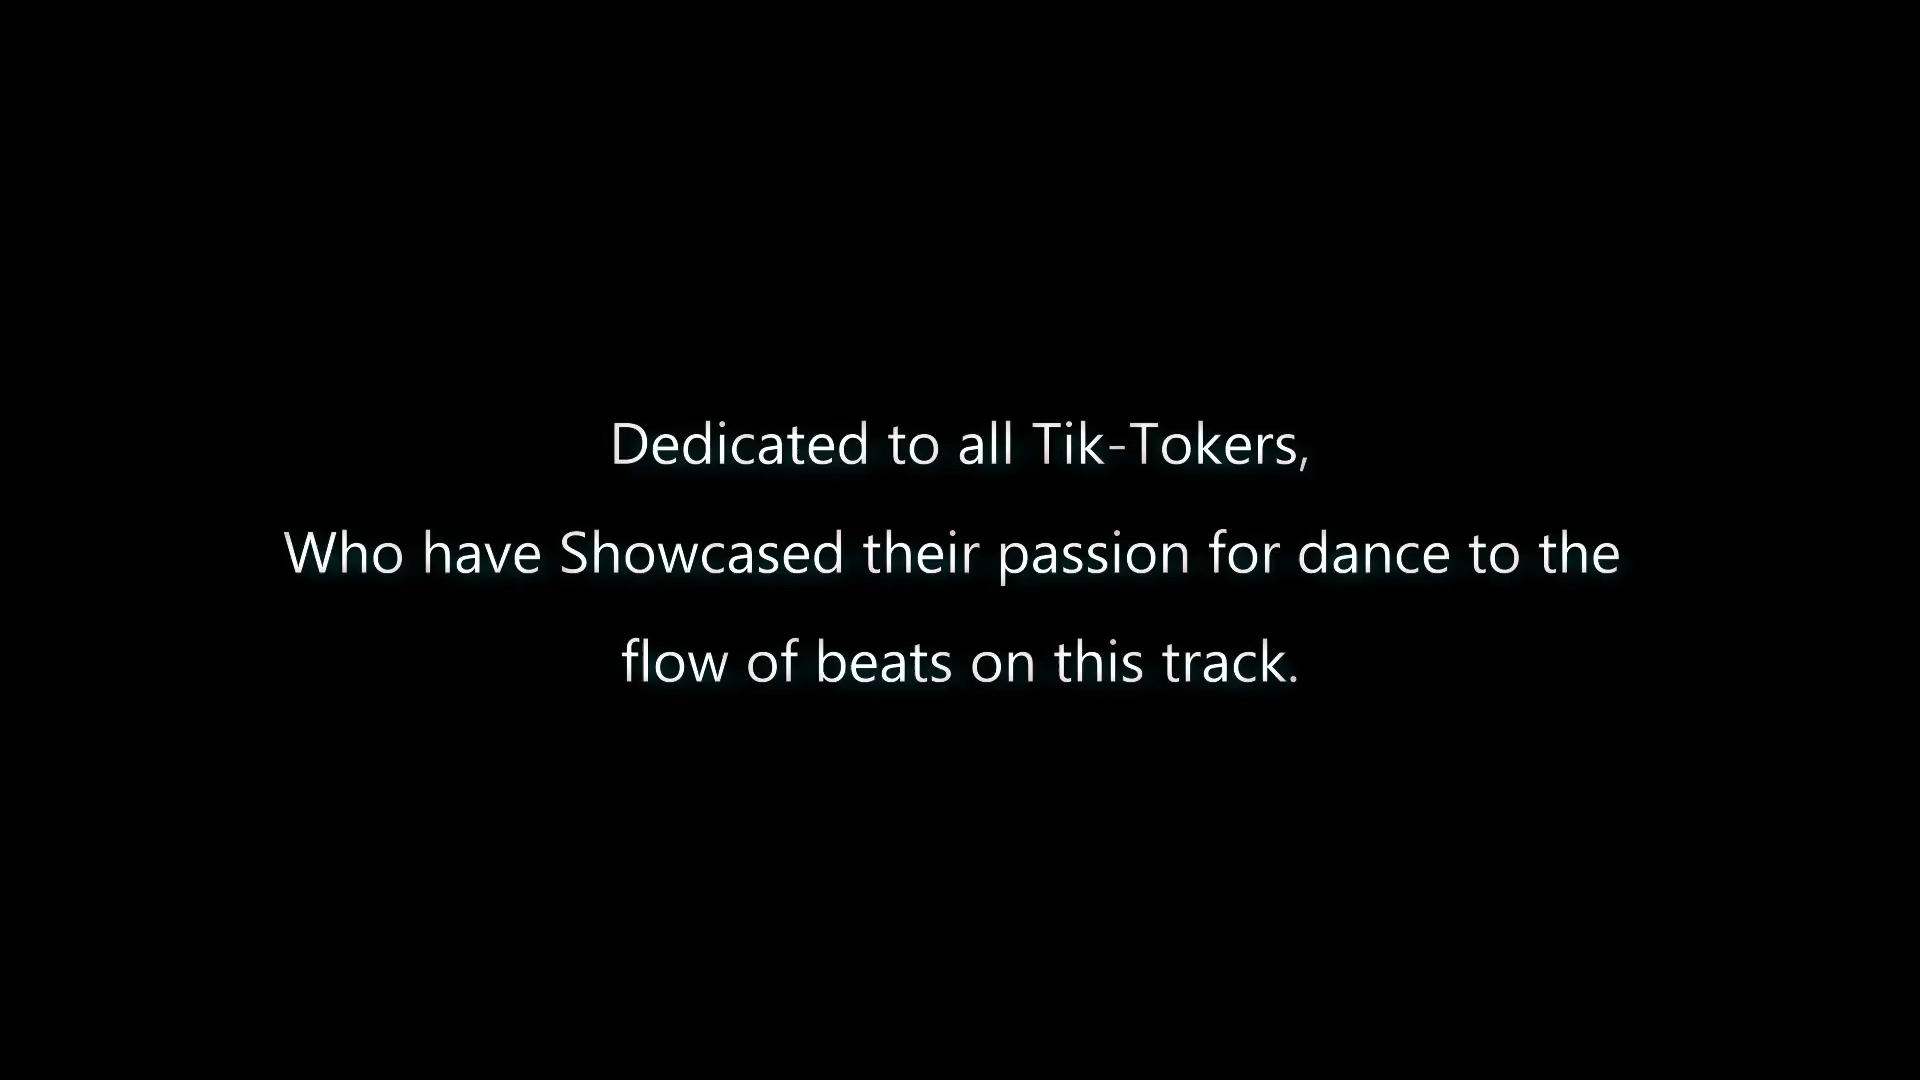 Dedicated to all Tik-Tokers,
Who have Showcased their passion for dance to the
flow of beats on this track.